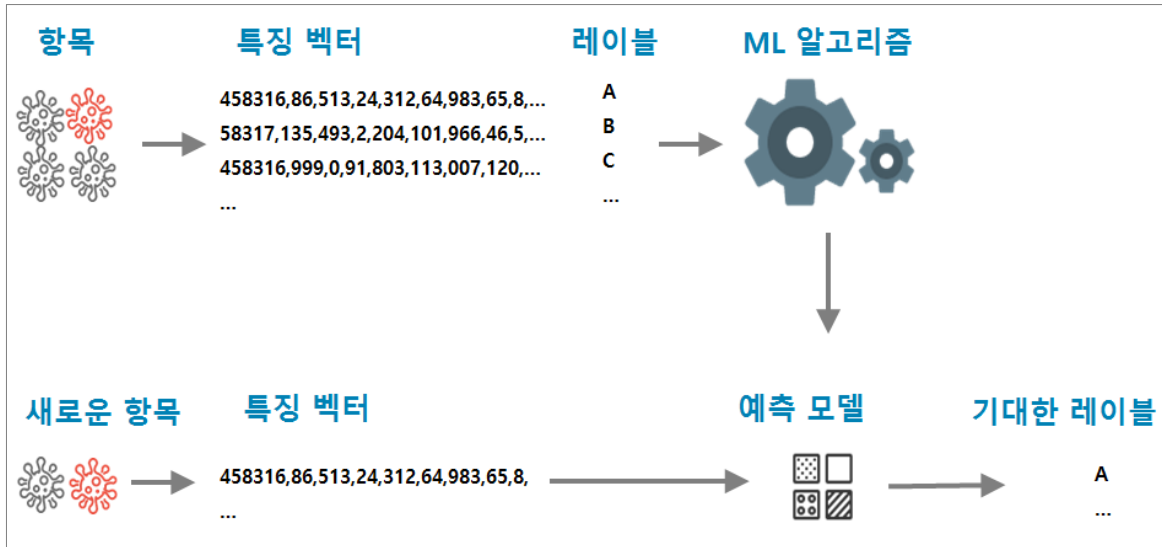 항목 특징 벡터 레이블 ML 알고리즘
458316,86,513,24,312,64,983,65,8,... A
58317,135,493,2,204,101,966,46,5,... B
458316,999,0,91,803,113,007,120,... C
... ...
새로운 항목 특징 벡터 예측 모델 기대한 레이블
458316,86,513,24,312,64,983,65,8, A
... ...